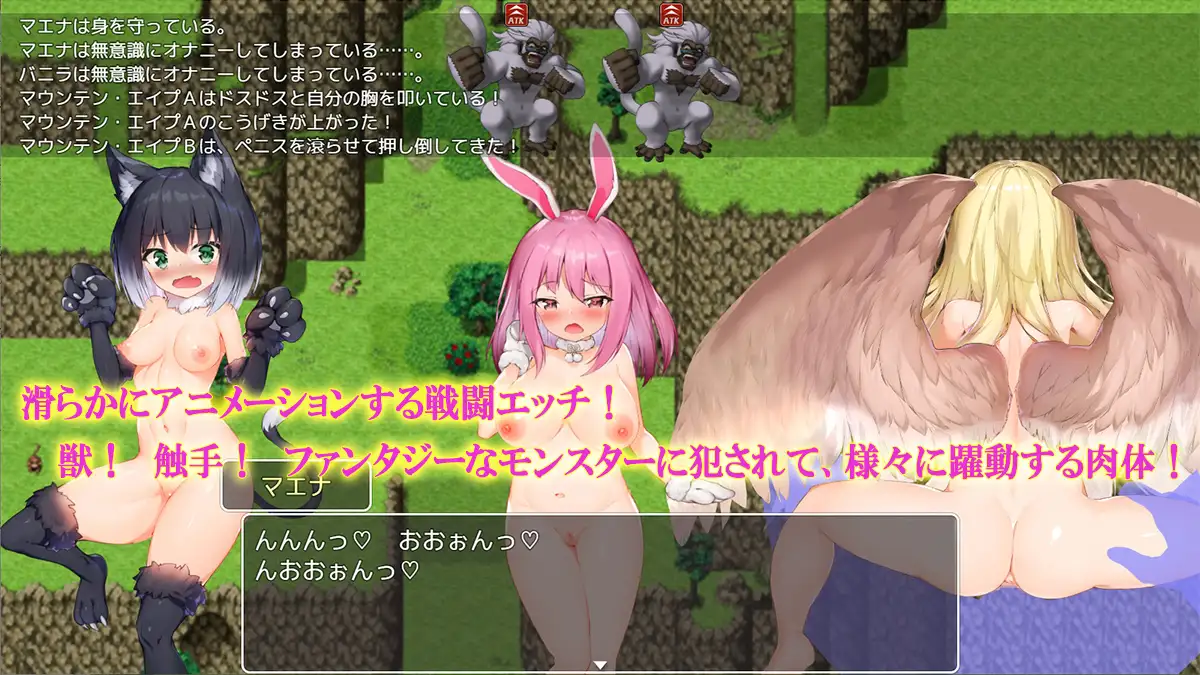 マエナは身を守っている。
マエナは無意識にオナニーしてしまっている……。
バニラは無意識にオナニーしてしまっている……。
マウンテン・エイプAはドスドスと自分の胸を叩いている！
マウンテン・エイプAのこうげきが上がった！
マウンテン・エイプBは、ペニスを滾らせて押し倒してきた！
ATK
ATK
滑らかにアニメーションする戦闘エッチ！
獣！　触手！　ファンタジーなモンスターに犯されて、様々に躍動する肉体！
マエナ
んんんっ♡　おおぉんっ♡
んおおぉんっ♡